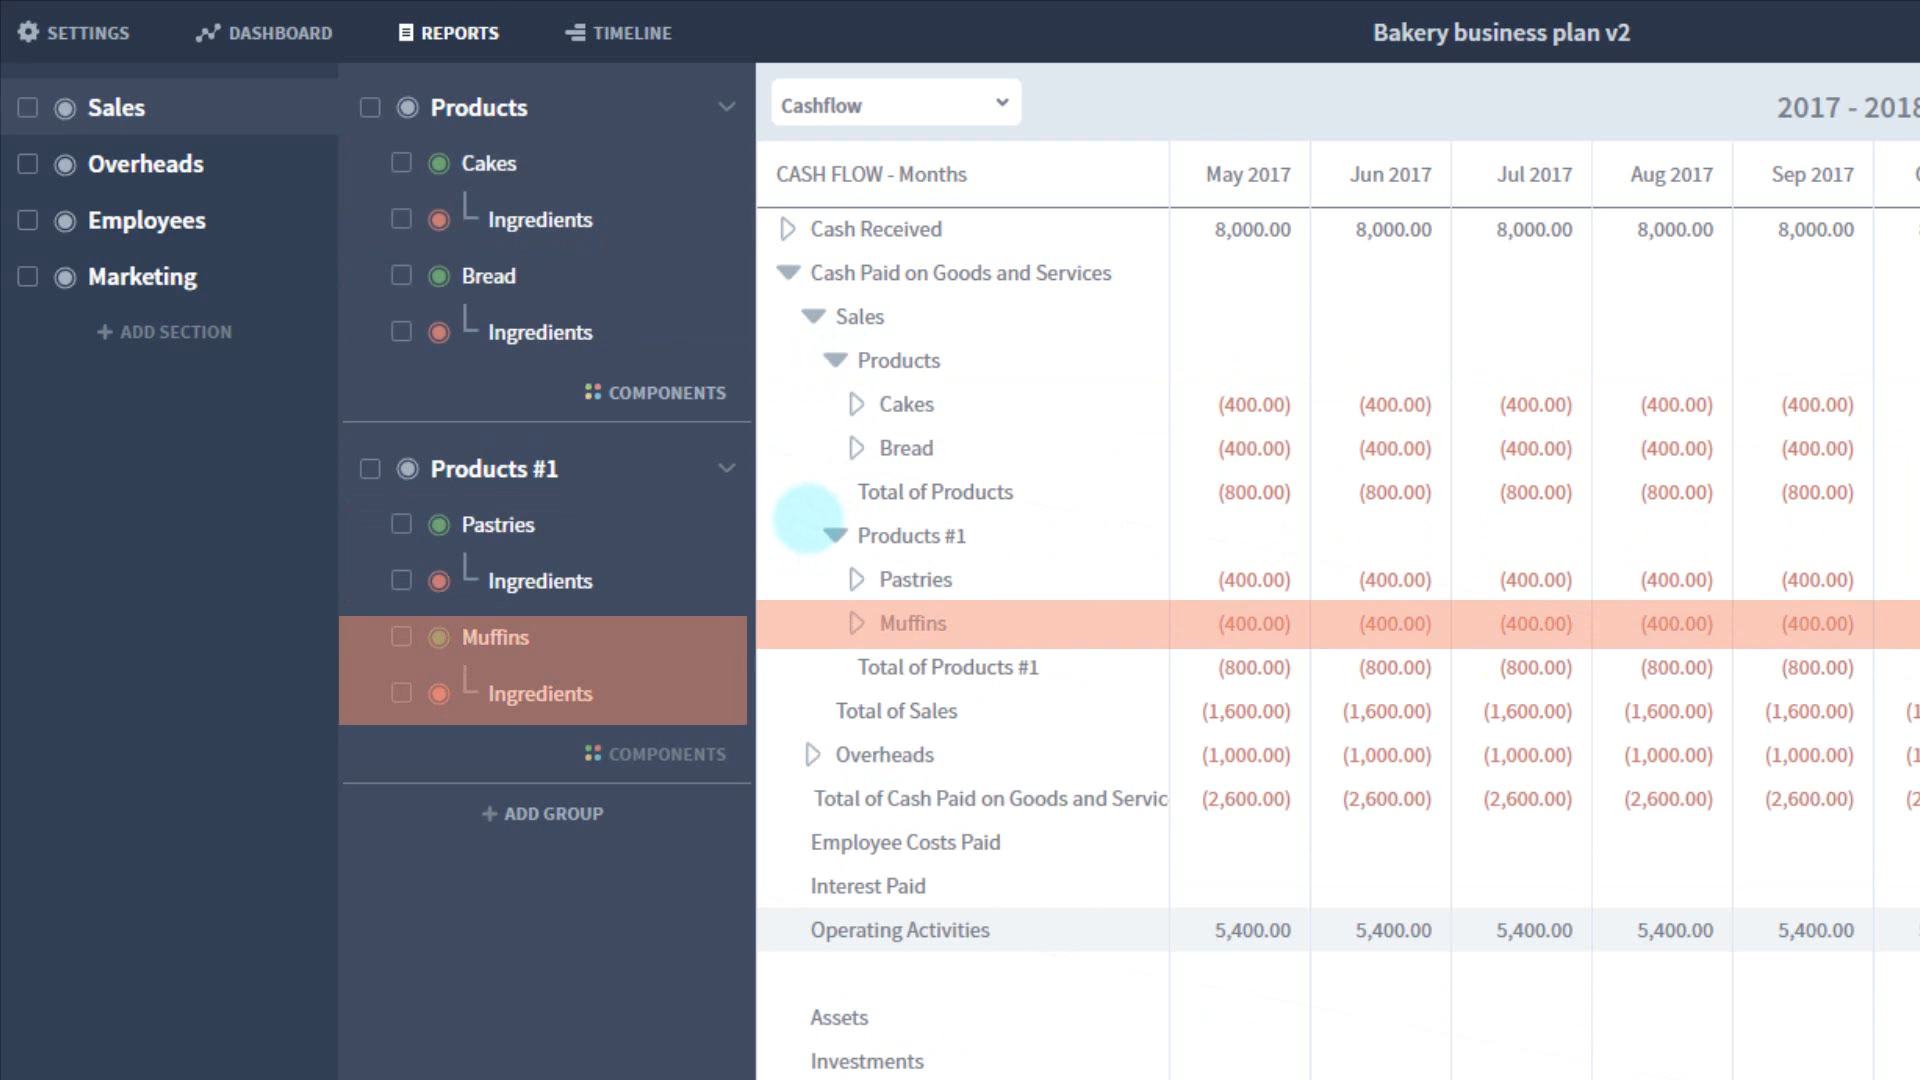 SETTINGS DASHBOARD REPORTS TIMELINE Bakery business plan v2
Sales
Overheads
Employees
Marketing
ADD SECTION
Products
Cakes
Ingredients
Bread
Ingredients
COMPONENTS
Products #1
Pastries
Ingredients
Muffins
Ingredients
COMPONENTS
ADD GROUP
Cashflow 2017 - 2018
CASH FLOW - Months May 2017 Jun 2017 Jul 2017 Aug 2017 Sep 2017
Cash Received 8,000.00 8,000.00 8,000.00 8,000.00 8,000.00
Cash Paid on Goods and Services
Sales
Products
Cakes (400.00) (400.00) (400.00) (400.00) (400.00)
Bread (400.00) (400.00) (400.00) (400.00) (400.00)
Total of Products (800.00) (800.00) (800.00) (800.00) (800.00)
Products #1
Pastries (400.00) (400.00) (400.00) (400.00) (400.00)
Muffins (400.00) (400.00) (400.00) (400.00) (400.00)
Total of Products #1 (800.00) (800.00) (800.00) (800.00) (800.00)
Total of Sales (1,600.00) (1,600.00) (1,600.00) (1,600.00) (1,600.00)
Overheads (1,000.00) (1,000.00) (1,000.00) (1,000.00) (1,000.00)
Total of Cash Paid on Goods and Servic (2,600.00) (2,600.00) (2,600.00) (2,600.00) (2,600.00)
Employee Costs Paid
Interest Paid
Operating Activities 5,400.00 5,400.00 5,400.00 5,400.00 5,400.00
Assets
Investments